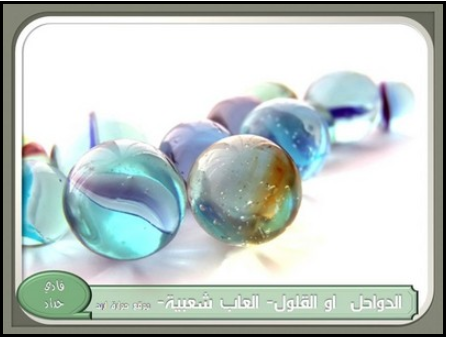 الدواحل او القلول- العاب شعبية-
فادي
حداد